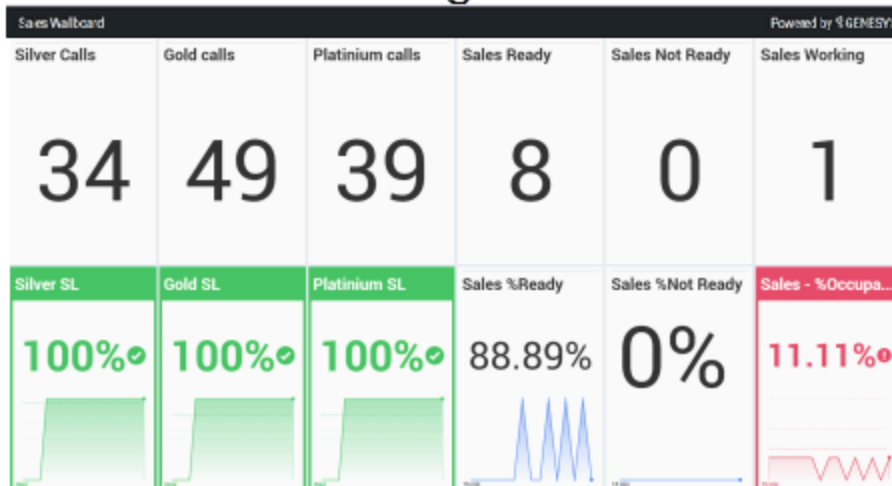 Sales Wallboard
Powered by GENESYS
Silver Calls
Gold calls
Platinium calls
Sales Ready
Sales Not Ready
Sales Working
34
49
39
8
0
1
Silver SL
Gold SL
Platinium SL
Sales %Ready
Sales %Not Ready
Sales - %Occupa...
100%
100%
100%
88.89%
0%
11.11%